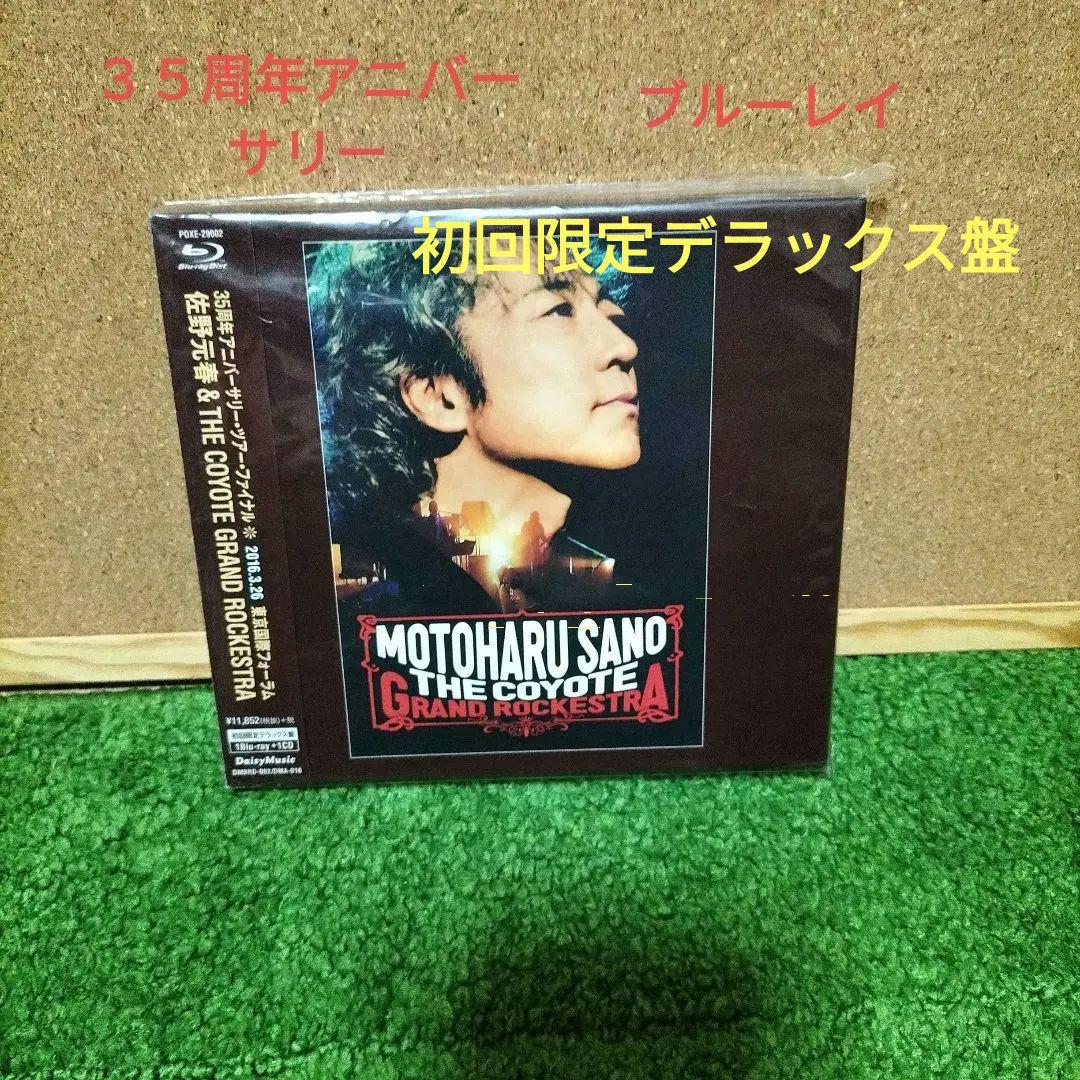 ３５周年アニバー
サリー
ブルーレイ
初回限定デラックス盤
POXE-29002
Blu-ray Disc
35周年アニバーサリー・ツアー・ファイナル ※ 2016.3.26 東京国際フォーラム
佐野元春 & THE COYOTE GRAND ROCKESTRA
¥11,852(税抜)+税
初回限定デラックス盤
1Blu-ray +1CD
DaisyMusic
DMBRD-002/DMA-016
MOTOHARU SANO
THE COYOTE
GRAND ROCKESTRA